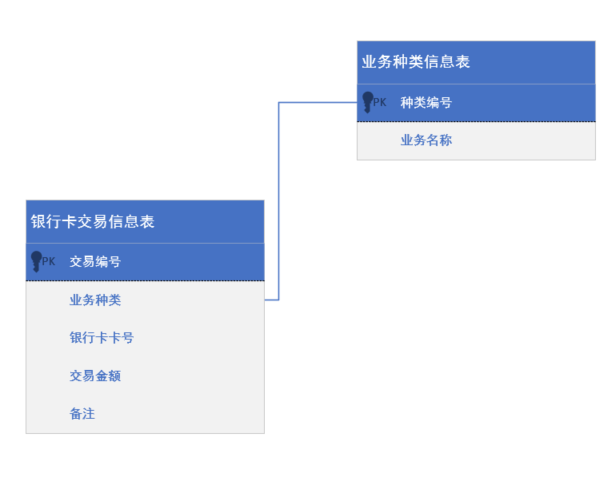 业务种类信息表
PK 种类编号
业务名称
银行卡交易信息表
PK 交易编号
业务种类
银行卡卡号
交易金额
备注